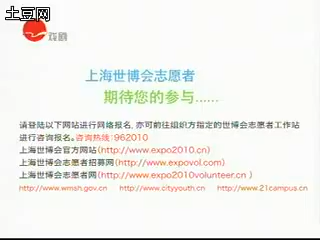 土豆网
戏剧
上海世博会志愿者
期待您的参与......
请登陆以下网站进行网络报名,亦可前往组织方指定的世博会志愿者工作站
进行咨询报名。咨询热线:962010
上海世博会官方网站(http://www.expo2010.cn)
上海世博会志愿者招募网(http://www.expovol.com)
上海世博会志愿者网(http://www.expo2010volunteer.cn )
http://www.wmsh.gov.cn http://www.cityyouth.cn http://www.21campus.cn